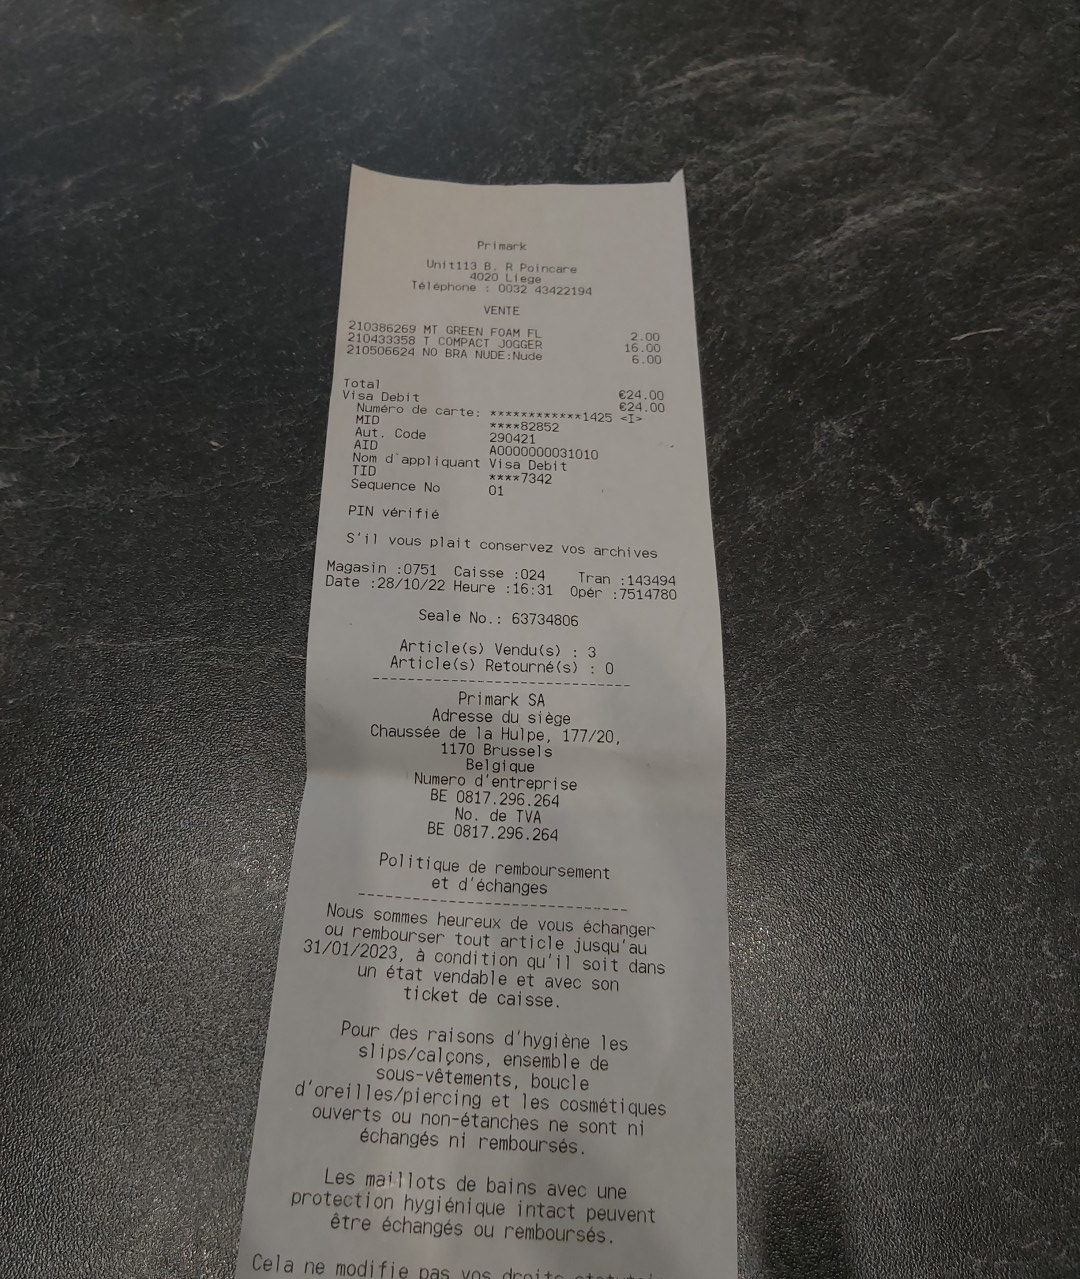 Primark
Unit113 B. R Poincare
4020 Liege
Téléphone : 0032 43422194
VENTE
210386269 MT GREEN FOAM FL 2.00
210433358 T COMPACT JOGGER 16.00
210506624 NO BRA NUDE:Nude 6.00
Total €24.00
Visa Debit €24.00
Numéro de carte: ************1425 <I>
MID ****82852
Aut. Code 290421
AID A0000000031010
Nom d'appliquant Visa Debit
TID ****7342
Sequence No 01
PIN vérifié
S'il vous plait conservez vos archives
Magasin :0751 Caisse :024 Tran :143494
Date :28/10/22 Heure :16:31 Opér :7514780
Seale No.: 63734806
Article(s) Vendu(s) : 3
Article(s) Retourné(s) : 0
------------------------------
Primark SA
Adresse du siège
Chaussée de la Hulpe, 177/20,
1170 Brussels
Belgique
Numero d'entreprise
BE 0817.296.264
No. de TVA
BE 0817.296.264
Politique de remboursement
et d'échanges
------------------------------
Nous sommes heureux de vous échanger
ou rembourser tout article jusqu'au
31/01/2023, à condition qu'il soit dans
un état vendable et avec son
ticket de caisse.
Pour des raisons d'hygiène les
slips/calçons, ensemble de
sous-vêtements, boucle
d'oreilles/piercing et les cosmétiques
ouverts ou non-étanches ne sont ni
échangés ni remboursés.
Les maillots de bains avec une
protection hygiénique intact peuvent
être échangés ou remboursés.
Cela ne modifie pas vos droits